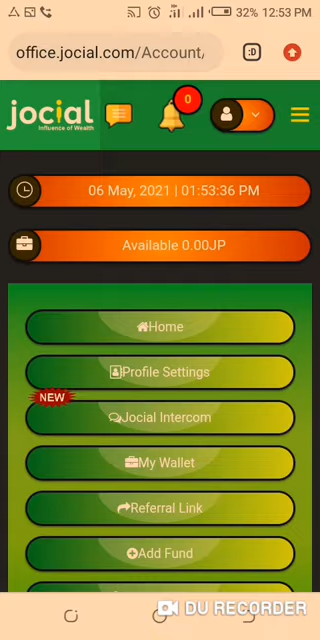 32% 12:53 PM
office.jocial.com/Account/
:D
jocial
Influence of Wealth
0
06 May, 2021 | 01:53:36 PM
Available 0.00JP
Home
Profile Settings
NEW
Jocial Intercom
My Wallet
Referral Link
Add Fund
DU RECORDER